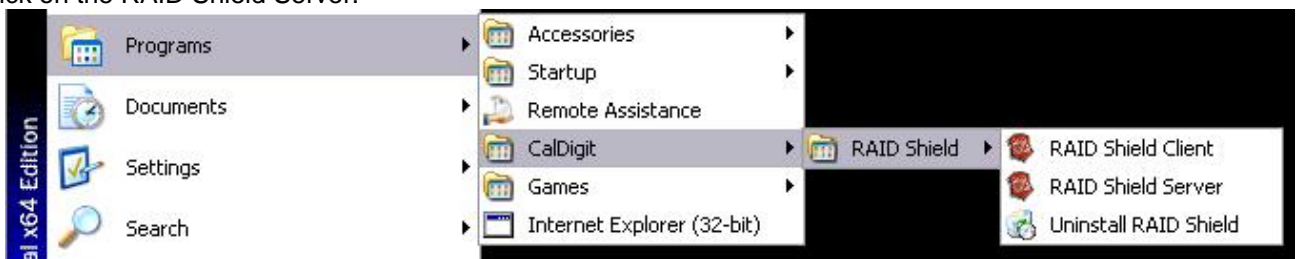 on the RAID Shield Server.
Programs
Documents
Settings
Search
al x64 Edition
Accessories
Startup
Remote Assistance
CalDigit
Games
Internet Explorer (32-bit)
RAID Shield
RAID Shield Client
RAID Shield Server
Uninstall RAID Shield